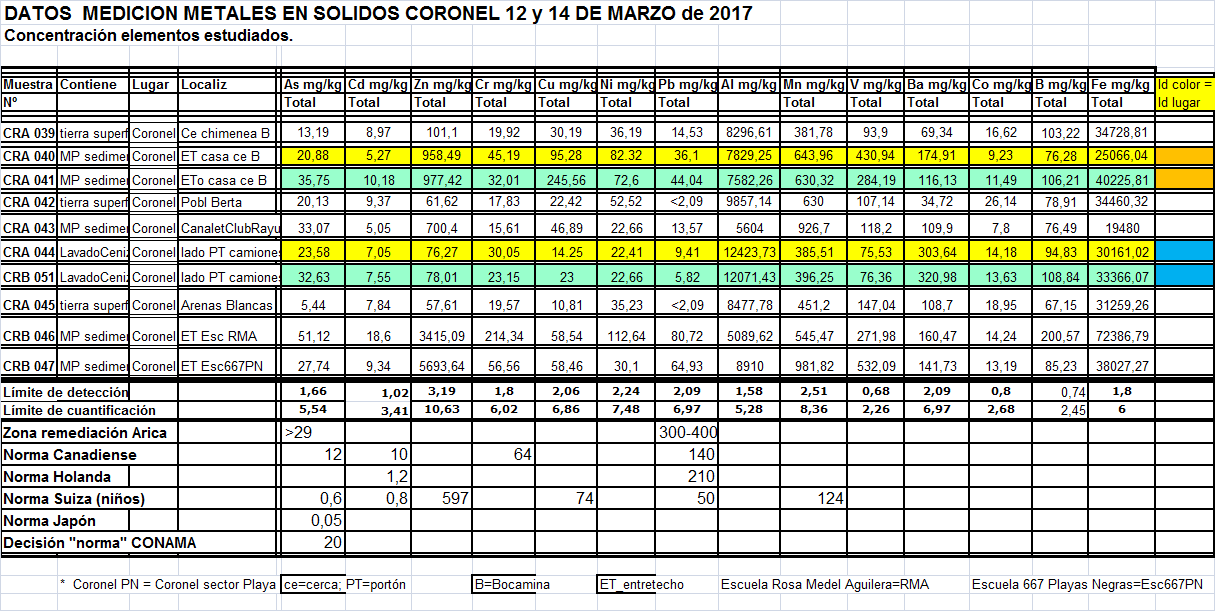 DATOS MEDICION METALES EN SOLIDOS CORONEL 12 y 14 DE MARZO de 2017
Concentración elementos estudiados.
Muestra Contiene Lugar Localiz As mg/kg Cd mg/kg Zn mg/kg Cr mg/kg Cu mg/kg Ni mg/kg Pb mg/kg Al mg/kg Mn mg/kg V mg/kg Ba mg/kg Co mg/kg B mg/kg Fe mg/kg Id color =
Nº Total Total Total Total Total Total Total Total Total Total Total Total Total Id lugar
CRA 039 tierra superf Coronel Ce chimenea B 13,19 8,97 101,1 19,92 30,19 36,19 14,53 8296,61 381,78 93,9 69,34 16,62 103,22 34728,81
CRA 040 MP sedimen Coronel ET casa ce B 20,88 5,27 958,49 45,19 95,28 82.32 36,1 7829,25 643,96 430,94 174,91 9,23 76,28 25066,04
CRA 041 MP sedimen Coronel ETo casa ce B 35,75 10,18 977,42 32,01 245,56 72,6 44,04 7582,26 630,32 284,19 116,13 11,49 106,21 40225,81
CRA 042 tierra superf Coronel Pobl Berta 20,13 9,37 61,62 17,83 22,42 52,52 <2,09 9857,14 630 107,14 34,72 26,14 78,91 34460,32
CRA 043 MP sedimen Coronel CanaletClubRayu 33,07 5,05 700,4 15,61 46,89 22,66 13,57 5604 926,7 118,2 109,9 7,8 76,49 19480
CRA 044 LavadoCeniz Coronel lado PT camiones 23,58 7,05 76,27 30,05 14.25 22,41 9,41 12423,73 385,51 75,53 303,64 14,18 94,83 30161,02
CRB 051 LavadoCeniz Coronel lado PT camiones 32,63 7,55 78,01 23,15 23 22,66 5,82 12071,43 396,25 76,36 320,98 13,63 108,84 33366,07
CRA 045 tierra superf Coronel Arenas Blancas 5,44 7,84 57,61 19,57 10,81 35,23 <2,09 8477,78 451,2 147,04 108,7 18,95 67,15 31259,26
CRB 046 MP sedimen Coronel ET Esc RMA 51,12 18,6 3415,09 214,34 58,54 112,64 80,72 5089,62 545,47 271,98 160,47 14,24 200,57 72386,79
CRB 047 MP sedimen Coronel ET Esc667PN 27,74 9,34 5693,64 56,56 58,46 30,1 64,93 8910 981,82 532,09 141,73 13,19 85,23 38027,27
Límite de detección 1,66 1,02 3,19 1,8 2,06 2,24 2,09 1,58 2,51 0,68 2,09 0,8 0,74 1,8
Límite de cuantificación 5,54 3,41 10,63 6,02 6,86 7,48 6,97 5,28 8,36 2,26 6,97 2,68 2,45 6
Zona remediación Arica >29 300-400
Norma Canadiense 12 10 64 140
Norma Holanda 1,2 210
Norma Suiza (niños) 0,6 0,8 597 74 50 124
Norma Japón 0,05
Decisión "norma" CONAMA 20
* Coronel PN = Coronel sector Playa ce=cerca; PT=portón B=Bocamina ET_entretecho Escuela Rosa Medel Aguilera=RMA Escuela 667 Playas Negras=Esc667PN